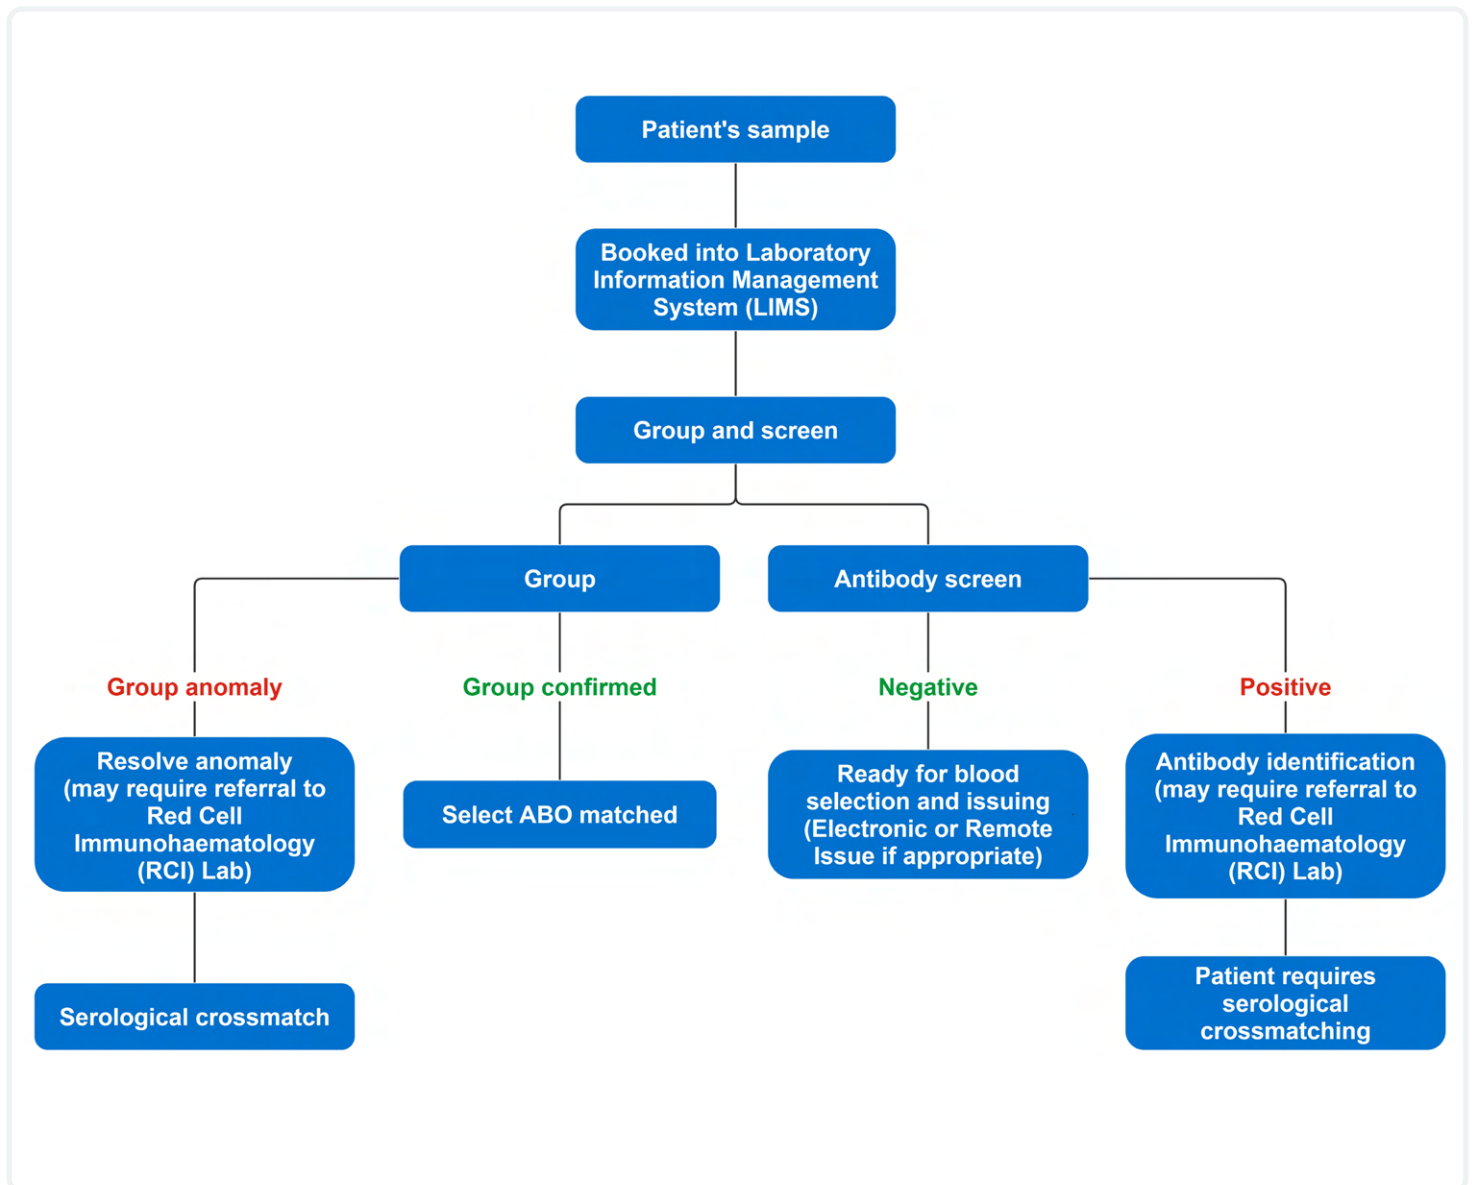 Patient's sample
Booked into Laboratory
Information Management
System (LIMS)
Group and screen
Group
Antibody screen
Group anomaly
Group confirmed
Negative
Positive
Resolve anomaly
(may require referral to
Red Cell
Immunohaematology
(RCI) Lab)
Select ABO matched
Ready for blood
selection and issuing
(Electronic or Remote
Issue if appropriate)
Antibody identification
(may require referral to
Red Cell
Immunohaematology
(RCI) Lab)
Serological crossmatch
Patient requires
serological
crossmatching